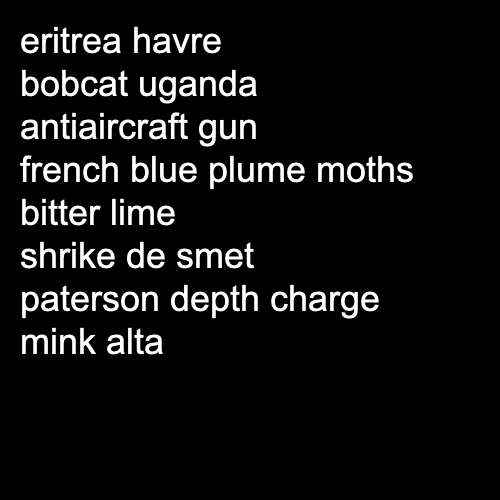 eritrea havre
bobcat uganda
antiaircraft gun
french blue plume moths
bitter lime
shrike de smet
paterson depth charge
mink alta